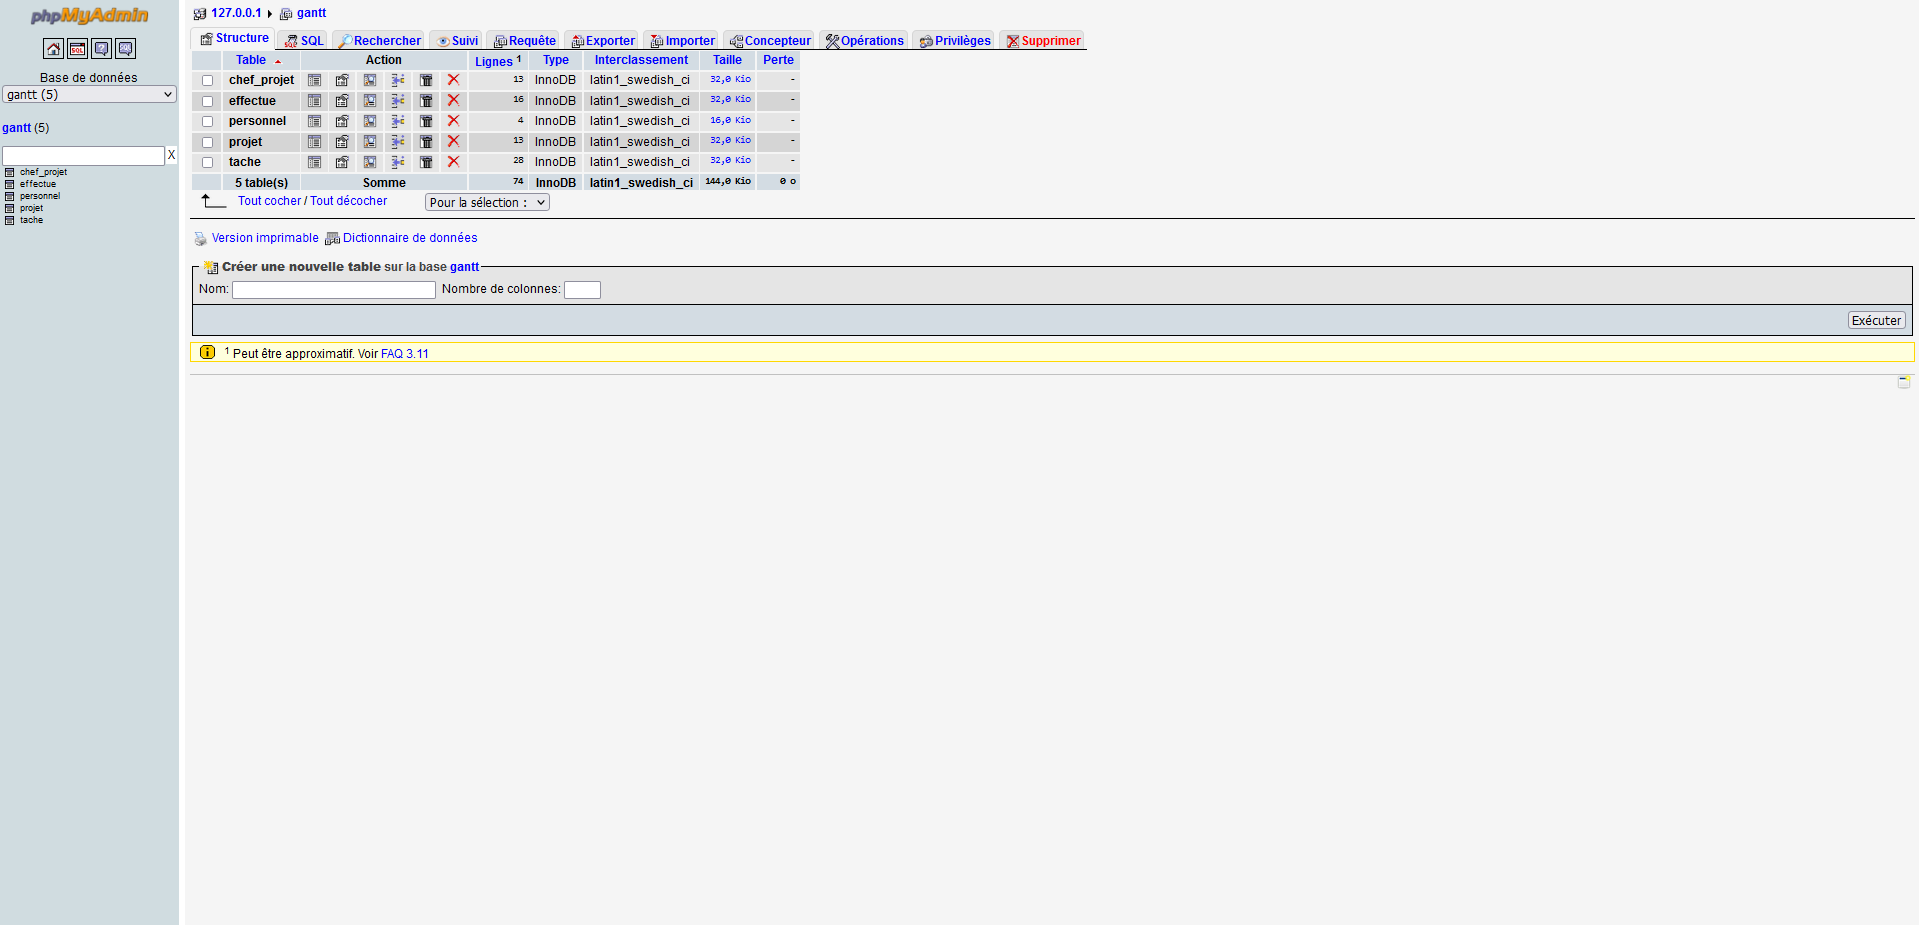 phpMyAdmin
Base de données
gantt (5)
gantt (5)
X
chef_projet
effectue
personnel
projet
tache
127.0.0.1 gantt
Structure SQL Rechercher Suivi Requête Exporter Importer Concepteur Opérations Privilèges Supprimer
Table Action Lignes 1 Type Interclassement Taille Perte
chef_projet 13 InnoDB latin1_swedish_ci 32,0 Kio -
effectue 16 InnoDB latin1_swedish_ci 32,0 Kio -
personnel 4 InnoDB latin1_swedish_ci 16,0 Kio -
projet 13 InnoDB latin1_swedish_ci 32,0 Kio -
tache 28 InnoDB latin1_swedish_ci 32,0 Kio -
5 table(s) Somme 74 InnoDB latin1_swedish_ci 144,0 Kio 0 o
Tout cocher / Tout décocher Pour la sélection :
Version imprimable Dictionnaire de données
Créer une nouvelle table sur la base gantt
Nom: Nombre de colonnes:
Exécuter
1 Peut être approximatif. Voir FAQ 3.11